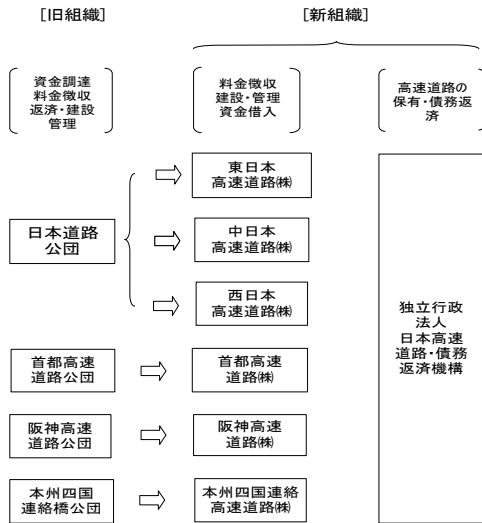 [旧組織]
[新組織]
資金調達
料金徴収
返済・建設
管理
料金徴収
建設・管理
資金借入
高速道路の
保有・債務返
済
日本道路
公団
東日本
高速道路㈱
中日本
高速道路㈱
西日本
高速道路㈱
首都高速
道路公団
首都高速
道路㈱
阪神高速
道路公団
阪神高速
道路㈱
本州四国
連絡橋公団
本州四国連絡
高速道路㈱
独立行政
法人
日本高速
道路・債務
返済機構